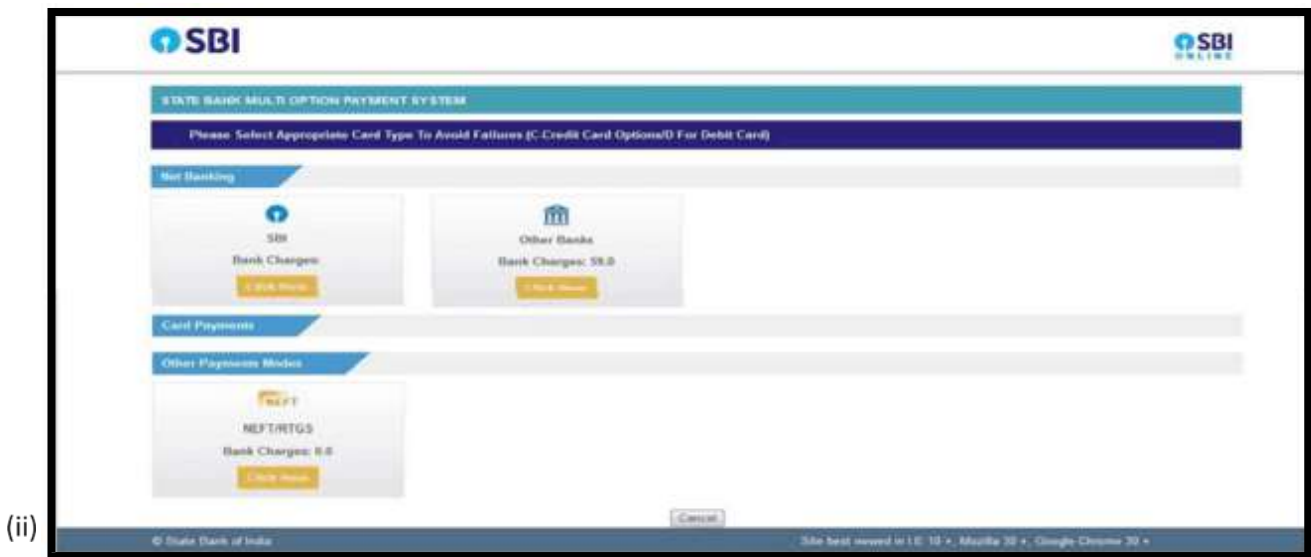 SBI
SBI
ONLINE
STATE BANK MULTI OPTION PAYMENT SYSTEM
Please Select Appropriate Card Type To Avoid Failures (C-Credit Card Options/D For Debit Card)
Net Banking
SBI
Bank Charges:
Click Here
Other Banks
Bank Charges: 59.0
Click Here
Card Payments
Other Payments Modes
NEFT
NEFT/RTGS
Bank Charges: 0.0
Click Here
Cancel
(ii)
© State Bank of India
Site best viewed in I.E 10 +, Mozilla 30 +, Google Chrome 30 +